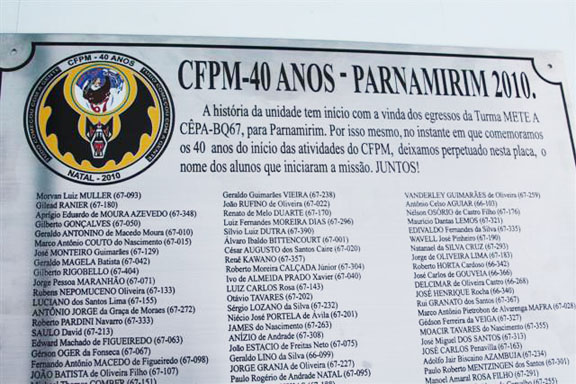 CFPM - 40 ANOS
67
NATAL - 2010
CFPM-40 ANOS - PARNAMIRIM 2010.
A história da unidade tem início com a vinda dos egressos da Turma METE A
CÊPA-BQ67, para Parnamirim. Por isso mesmo, no instante em que comemoramos
os 40 anos do início das atividades do CFPM, deixamos perpetuado nesta placa, o
nome dos alunos que iniciaram a missão. JUNTOS!
Morvan Luiz MULLER (67-093)
Gilead RANIER (67-180)
Aprígio Eduardo de MOURA AZEVEDO (67-348)
Gilberto GONÇALVES (67-050)
Geraldo ANTONINO de Macedo Moura (67-010)
Marco Antônio COUTO do Nascimento (67-015)
José MONTEIRO Guimarães (67-129)
Geraldo MAGELA Batista (67-042)
Gilberto RIGOBELLO (67-404)
Jorge Pessoa MARANHÃO (67-071)
Rubens NEPOMUCENO Oliveira (67-133)
LUCIANO dos Santos Lima (67-155)
ANTÔNIO JORGE da Graça de Moraes (67-272)
Roberto PARDINI Navarro (67-333)
SAULO David (67-213)
Edward Machado de FIGUEIREDO (67-063)
Gérson OGER da Fonseca (67-067)
Fernando Antônio MACEDO de Figueiredo (67-098)
JOÃO BATISTA de Oliveira Filho (67-107)
(67-151)
Geraldo Guimarães VIEIRA (67-238)
João RUFINO de Oliveira (67-022)
Renato de Melo DUARTE (67-170)
Luiz Fernandes MOREIRA DIAS (67-296)
Sílvio Luiz DUTRA (67-390)
Álvaro Ibaldo BITTENCOURT (67-001)
CÉSAR AUGUSTO dos Santos Caire (67-020)
Renê KAWANO (67-357)
Roberto Moreira CALÇADA Júnior (67-304)
Ivo de ALMEIDA PRADO Xavier (67-040)
LUIZ CARLOS Rosa (67-143)
Otávio TAVARES (67-202)
Sérgio LOZANO da Silva (67-232)
Niécio José PORTELA de Ávila (67-201)
JAMES do Nascimento (67-263)
ANÍZIO de Andrade (67-308)
João ESTACIO de Freitas Neto (67-075)
Geraldo LINO da Silva (66-099)
JORGE GRANJA de Oliveira (67-227)
Paulo Rogério de Andrade NATAL (67-095)
VANDERLEY GUIMARÃES de Oliveira (67-259)
Antônio Celso AGUIAR (66-103)
Nelson OSÓRIO de Castro Filho (67-176)
Mauricio Dantas LEMOS (67-321)
EDIVALDO Fernandes da Silva (67-335)
WAVELL José Pinheiro (67-190)
Natanael da SILVA CRUZ (67-293)
Jorge de OLIVEIRA LIMA (67-183)
Roberto HORTA Cardoso (66-342)
José Carlos de GOUVEIA (66-366)
DELCIMAR de Oliveira Castro (66-268)
JOSÉ HENRIQUE Rocha (66-340)
Rui GRANATO dos Santos (67-367)
Marco Antônio Pietrobon de Alvarenga MAFRA (67-028)
Gédson Ferreira da VEIGA (67-327)
MOACIR TAVARES do Nascimento (67-355)
José Miguel DOS SANTOS (67-313)
JOSÉ CARLOS Penavilla (67-163)
Adolfo Jair Biscaino AZAMBUJA (67-234)
Paulo Roberto MENTZINGEN dos Santos (67-301)
Manoel Amaral ROSA FILHO (67-291)